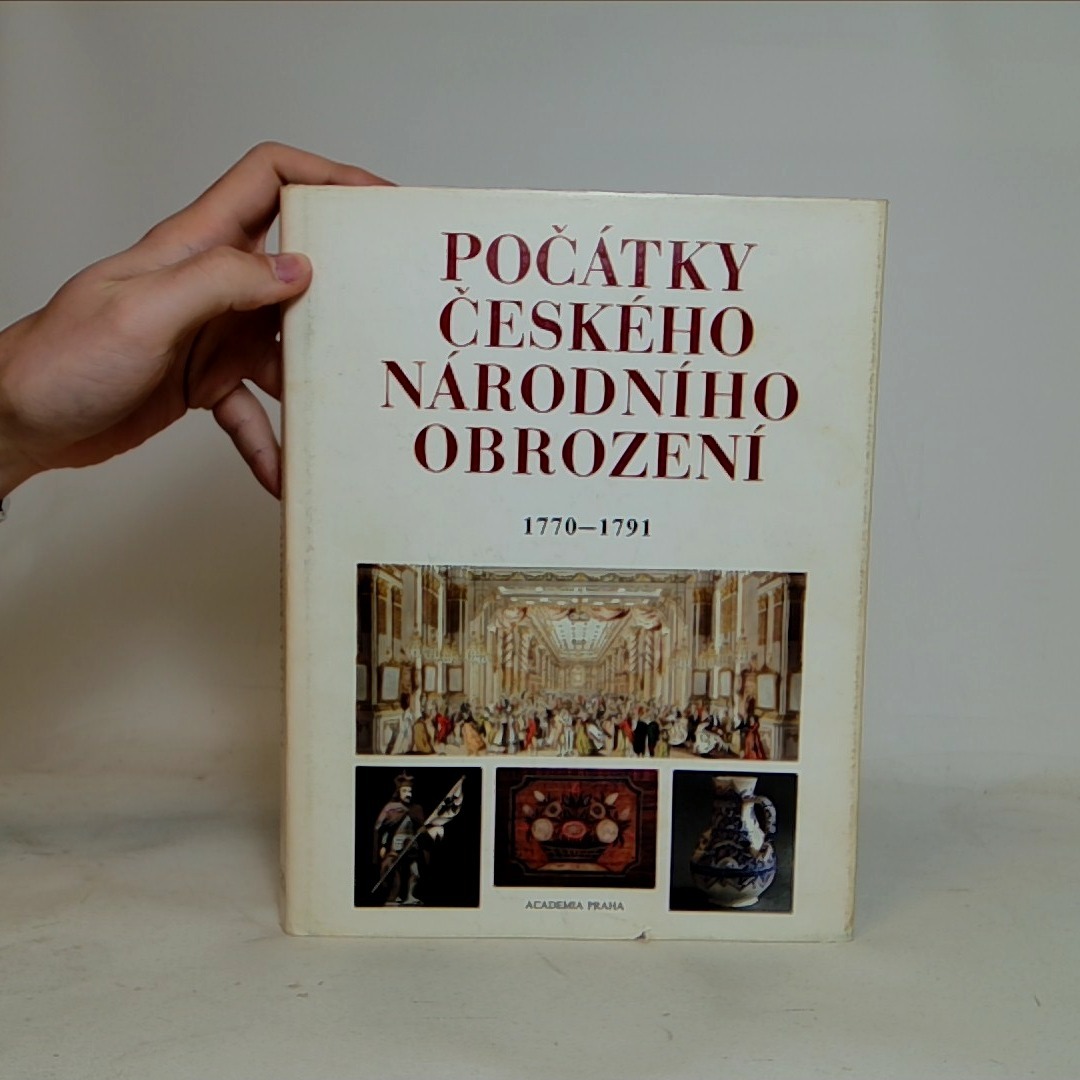 POČÁTKY
ČESKÉHO
NÁRODNÍHO
OBROZENÍ
1770—1791
ACADEMIA PRAHA